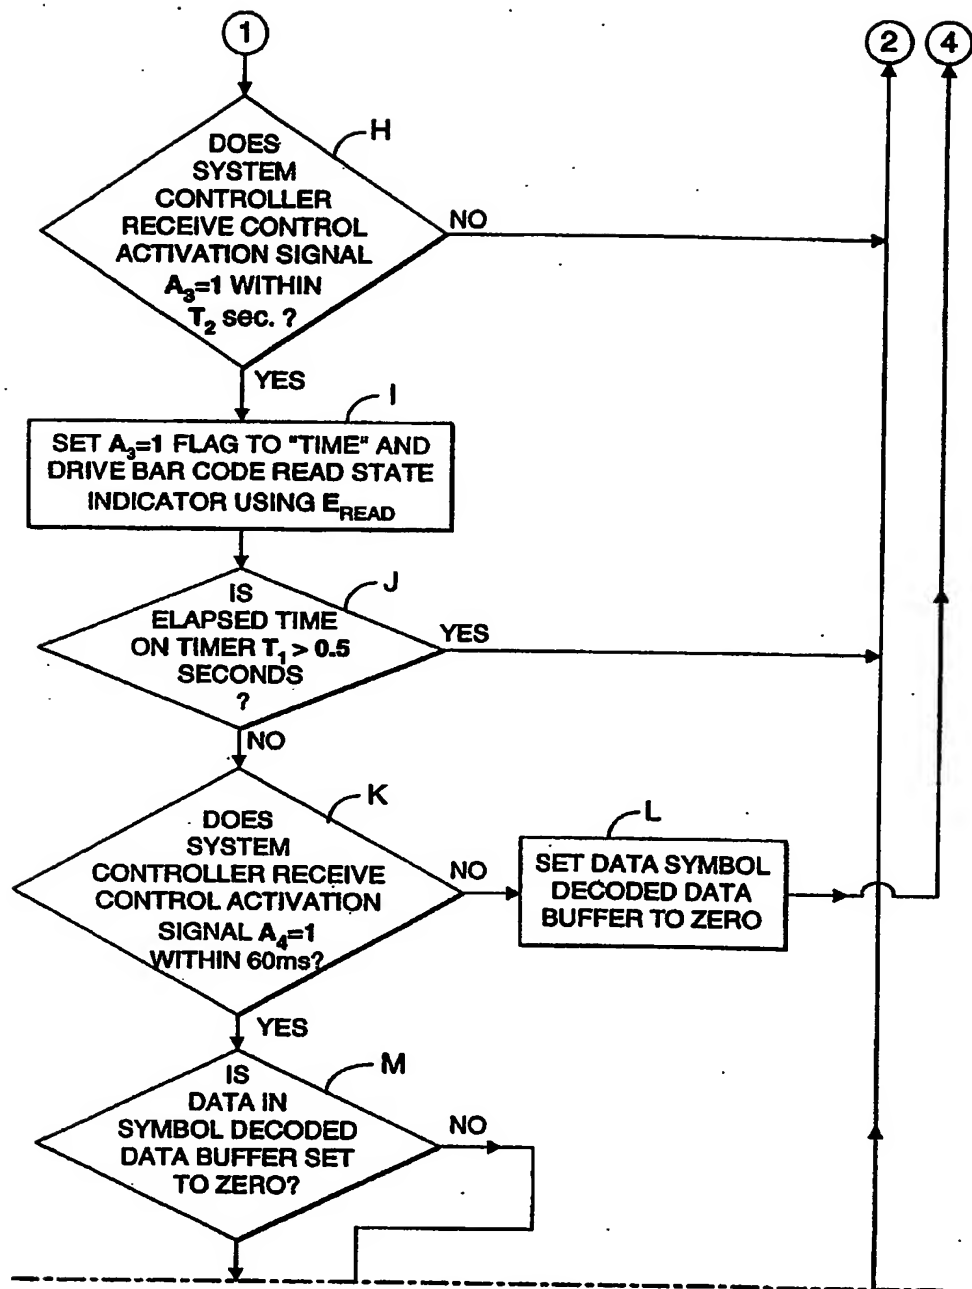 1
2
4
H
DOES
SYSTEM
CONTROLLER
RECEIVE CONTROL
ACTIVATION SIGNAL
A₃=1 WITHIN
T₂ sec. ?
NO
YES
I
SET A₃=1 FLAG TO "TIME" AND
DRIVE BAR CODE READ STATE
INDICATOR USING E_READ
J
IS
ELAPSED TIME
ON TIMER T₁ > 0.5
SECONDS
?
YES
NO
K
DOES
SYSTEM
CONTROLLER RECEIVE
CONTROL ACTIVATION
SIGNAL A₄=1
WITHIN 60ms?
NO
L
SET DATA SYMBOL
DECODED DATA
BUFFER TO ZERO
YES
M
IS
DATA IN
SYMBOL DECODED
DATA BUFFER SET
TO ZERO?
NO